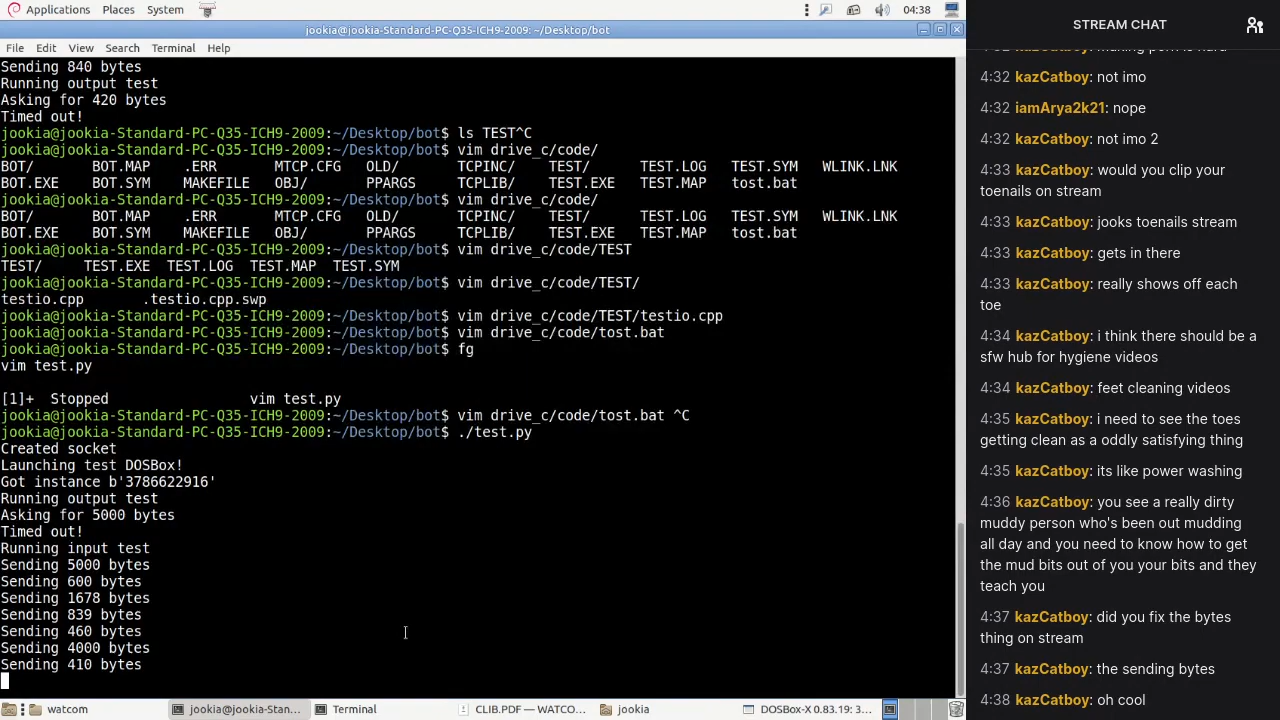 Applications Places System 04:38
jookia@jookia-Standard-PC-Q35-ICH9-2009: ~/Desktop/bot
File Edit View Search Terminal Help
Sending 840 bytes
Running output test
Asking for 420 bytes
Timed out!
jookia@jookia-Standard-PC-Q35-ICH9-2009:~/Desktop/bot$ ls TEST^C
jookia@jookia-Standard-PC-Q35-ICH9-2009:~/Desktop/bot$ vim drive_c/code/
BOT/ BOT.MAP .ERR MTCP.CFG OLD/ TCPINC/ TEST/ TEST.LOG TEST.SYM WLINK.LNK
BOT.EXE BOT.SYM MAKEFILE OBJ/ PPARGS TCPLIB/ TEST.EXE TEST.MAP tost.bat
jookia@jookia-Standard-PC-Q35-ICH9-2009:~/Desktop/bot$ vim drive_c/code/
BOT/ BOT.MAP .ERR MTCP.CFG OLD/ TCPINC/ TEST/ TEST.LOG TEST.SYM WLINK.LNK
BOT.EXE BOT.SYM MAKEFILE OBJ/ PPARGS TCPLIB/ TEST.EXE TEST.MAP tost.bat
jookia@jookia-Standard-PC-Q35-ICH9-2009:~/Desktop/bot$ vim drive_c/code/TEST
TEST/ TEST.EXE TEST.LOG TEST.MAP TEST.SYM
jookia@jookia-Standard-PC-Q35-ICH9-2009:~/Desktop/bot$ vim drive_c/code/TEST/
testio.cpp .testio.cpp.swp
jookia@jookia-Standard-PC-Q35-ICH9-2009:~/Desktop/bot$ vim drive_c/code/TEST/testio.cpp
jookia@jookia-Standard-PC-Q35-ICH9-2009:~/Desktop/bot$ vim drive_c/code/tost.bat
jookia@jookia-Standard-PC-Q35-ICH9-2009:~/Desktop/bot$ fg
vim test.py
[1]+ Stopped vim test.py
jookia@jookia-Standard-PC-Q35-ICH9-2009:~/Desktop/bot$ vim drive_c/code/tost.bat ^C
jookia@jookia-Standard-PC-Q35-ICH9-2009:~/Desktop/bot$ ./test.py
Created socket
Launching test DOSBox!
Got instance b'3786622916'
Running output test
Asking for 5000 bytes
Timed out!
Running input test
Sending 5000 bytes
Sending 600 bytes
Sending 1678 bytes
Sending 839 bytes
Sending 460 bytes
Sending 4000 bytes
Sending 410 bytes
watcom jookia@jookia-Stan... Terminal CLIB.PDF — WATCO... jookia DOSBox-X 0.83.19: 3...
STREAM CHAT
4:32 kazCatboy: not imo
4:32 iamArya2k21: nope
4:32 kazCatboy: not imo 2
4:33 kazCatboy: would you clip your
toenails on stream
4:33 kazCatboy: jooks toenails stream
4:33 kazCatboy: gets in there
4:33 kazCatboy: really shows off each
toe
4:34 kazCatboy: i think there should be a
sfw hub for hygiene videos
4:34 kazCatboy: feet cleaning videos
4:35 kazCatboy: i need to see the toes
getting clean as a oddly satisfying thing
4:35 kazCatboy: its like power washing
4:36 kazCatboy: you see a really dirty
muddy person who's been out mudding
all day and you need to know how to get
the mud bits out of you your bits and they
teach you
4:37 kazCatboy: did you fix the bytes
thing on stream
4:37 kazCatboy: the sending bytes
4:38 kazCatboy: oh cool